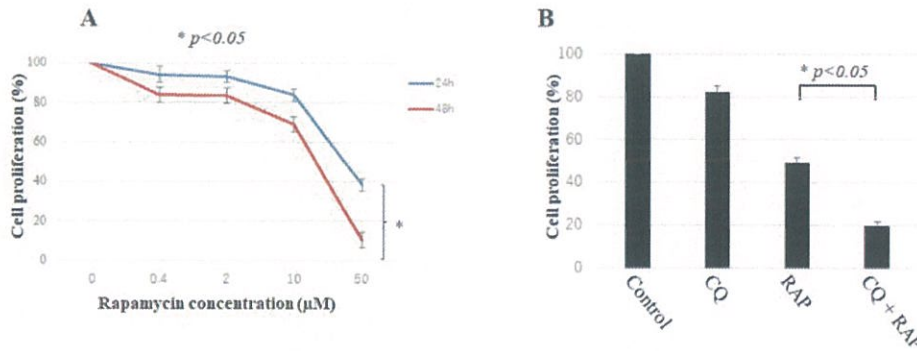 A
* p<0.05
Cell proliferation (%)
100
80
60
40
20
0
0 0.4 2 10 50
Rapamycin concentration (µM)
24h
48h
*
B
* p<0.05
Cell proliferation (%)
100
80
60
40
20
0
Control
CQ
RAP
CQ + RAP